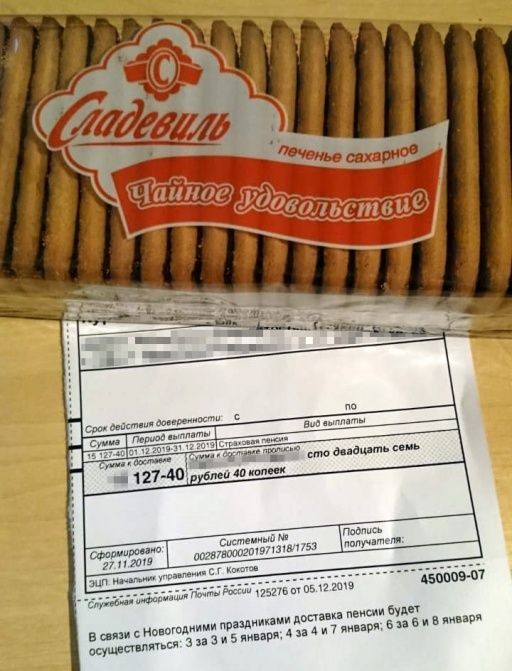 С
Сладевиль
печенье сахарное
Чайное удовольствие
Срок действия доверенности: с по
Сумма Период выплаты Вид выплаты
15 127-40 01.12.2019-31.12.2019 Страховая пенсия
Сумма к доставке Сумма к доставке прописью
127-40 сто двадцать семь
рублей 40 копеек
Сформировано: Системный № Подпись
27.11.2019 00287800020197131​8/1753 получателя:
ЭЦП: Начальник управления С.Г. Кокотов
Служебная информация Почты России 125276 от 05.12.2019 450009-07
В связи с Новогодними праздниками доставка пенсии будет
осуществляться: 3 за 3 и 5 января; 4 за 4 и 7 января; 6 за 6 и 8 января